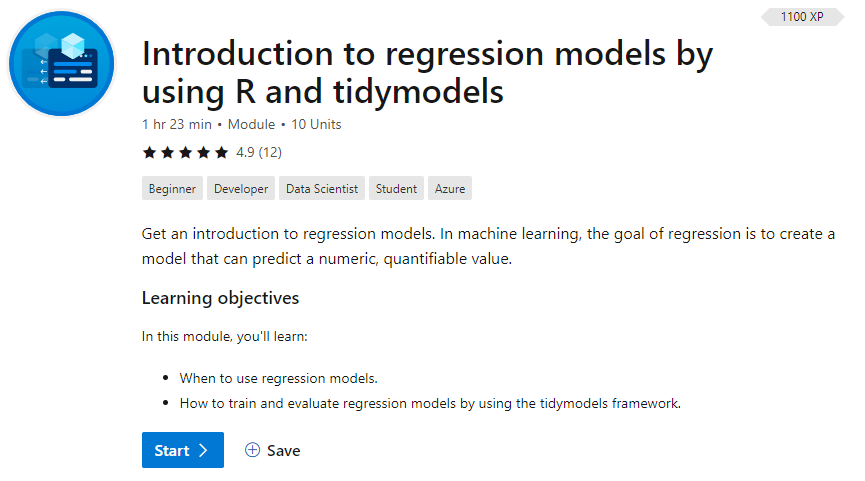 1100 XP
Introduction to regression models by
using R and tidymodels
1 hr 23 min • Module • 10 Units
4.9 (12)
Beginner Developer Data Scientist Student Azure
Get an introduction to regression models. In machine learning, the goal of regression is to create a
model that can predict a numeric, quantifiable value.
Learning objectives
In this module, you'll learn:
• When to use regression models.
• How to train and evaluate regression models by using the tidymodels framework.
Start Save